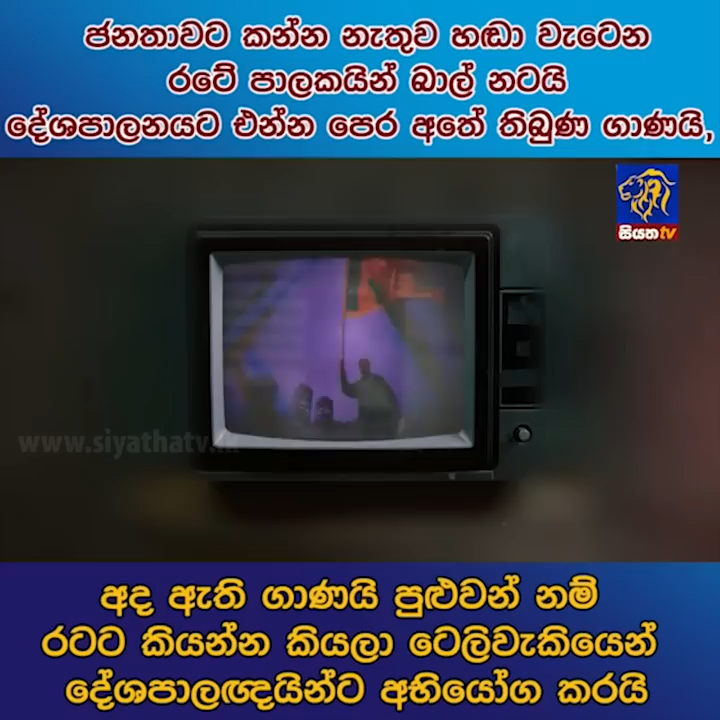 ජනතාවට කන්න නැතුව හඬා වැටෙන
රටේ පාලකයින් බාල් නටයි
දේශපාලනයට එන්න පෙර අතේ තිබුණ ගාණයි,
සියත tv
www.siyathatv.lk
අද ඇති ගාණයි පුළුවන් නම්
රටට කියන්න කියලා ටෙලිවැකියෙන්
දේශපාලඥයින්ට අභියෝග කරයි